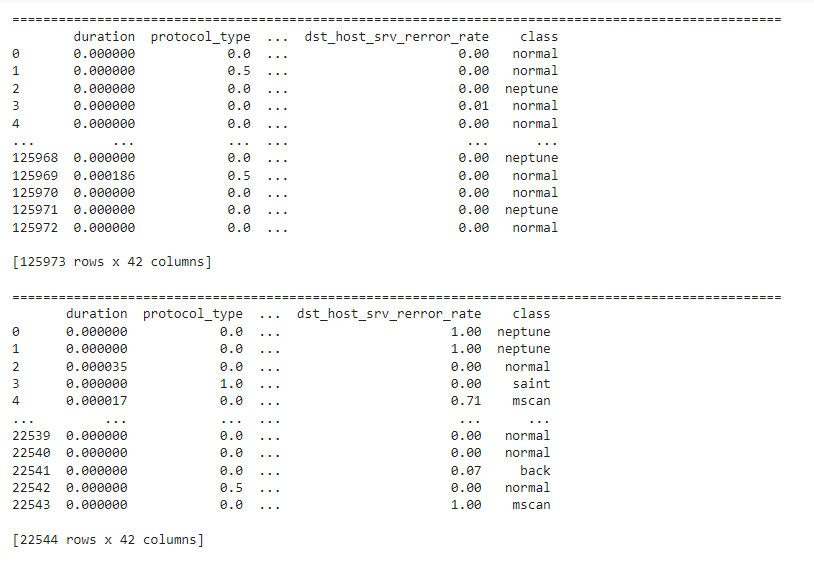 ====================================================================================================
        duration  protocol_type  ...  dst_host_srv_rerror_rate    class
0       0.000000            0.0  ...                      0.00   normal
1       0.000000            0.5  ...                      0.00   normal
2       0.000000            0.0  ...                      0.00  neptune
3       0.000000            0.0  ...                      0.01   normal
4       0.000000            0.0  ...                      0.00   normal
...          ...            ...  ...                       ...      ...
125968  0.000000            0.0  ...                      0.00  neptune
125969  0.000186            0.5  ...                      0.00   normal
125970  0.000000            0.0  ...                      0.00   normal
125971  0.000000            0.0  ...                      0.00  neptune
125972  0.000000            0.0  ...                      0.00   normal
[125973 rows x 42 columns]
====================================================================================================
       duration  protocol_type  ...  dst_host_srv_rerror_rate    class
0      0.000000            0.0  ...                      1.00  neptune
1      0.000000            0.0  ...                      1.00  neptune
2      0.000035            0.0  ...                      0.00   normal
3      0.000000            1.0  ...                      0.00    saint
4      0.000017            0.0  ...                      0.71    mscan
...         ...            ...  ...                       ...      ...
22539  0.000000            0.0  ...                      0.00   normal
22540  0.000000            0.0  ...                      0.00   normal
22541  0.000000            0.0  ...                      0.07     back
22542  0.000000            0.5  ...                      0.00   normal
22543  0.000000            0.0  ...                      1.00    mscan
[22544 rows x 42 columns]